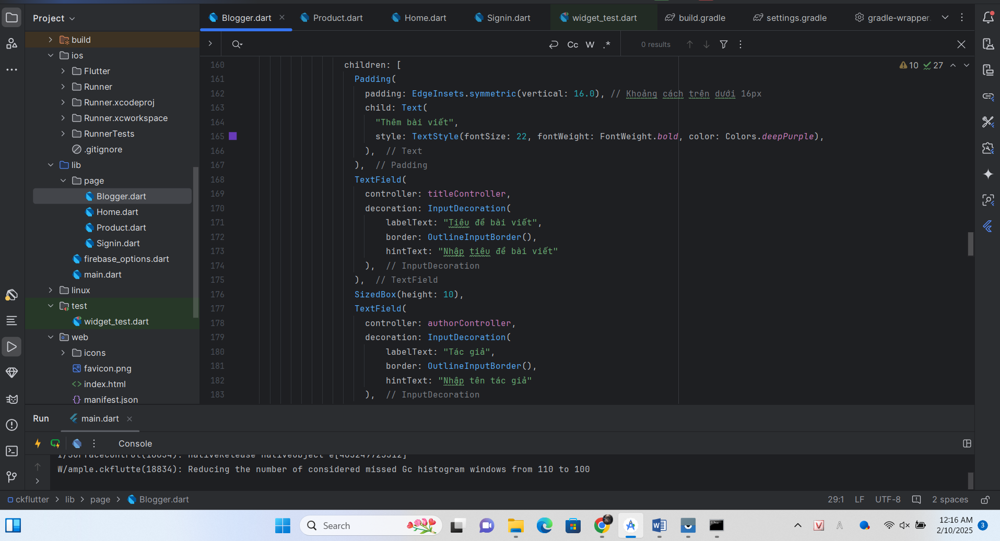 Project
Blogger.dart
Product.dart
Home.dart
Signin.dart
widget_test.dart
build.gradle
settings.gradle
gradle-wrapper.
Cc W .*
0 results
build
ios
Flutter
Runner
Runner.xcodeproj
Runner.xcworkspace
RunnerTests
.gitignore
lib
page
Blogger.dart
Home.dart
Product.dart
Signin.dart
firebase_options.dart
main.dart
linux
test
widget_test.dart
web
icons
favicon.png
index.html
manifest.json
10 27
160 children: [
161 Padding(
162 padding: EdgeInsets.symmetric(vertical: 16.0), // Khoảng cách trên dưới 16px
163 child: Text(
164 "Thêm bài viết",
165 style: TextStyle(fontSize: 22, fontWeight: FontWeight.bold, color: Colors.deepPurple),
166 ), // Text
167 ), // Padding
168 TextField(
169 controller: titleController,
170 decoration: InputDecoration(
171 labelText: "Tiêu đề bài viết",
172 border: OutlineInputBorder(),
173 hintText: "Nhập tiêu đề bài viết"
174 ), // InputDecoration
175 ), // TextField
176 SizedBox(height: 10),
177 TextField(
178 controller: authorController,
179 decoration: InputDecoration(
180 labelText: "Tác giả",
181 border: OutlineInputBorder(),
182 hintText: "Nhập tên tác giả"
183 ), // InputDecoration
Run
main.dart
Console
I/SurfaceControl(18834): nativeRelease nativeObject e[485249723312]
W/ample.ckflutte(18834): Reducing the number of considered missed Gc histogram windows from 110 to 100
ckflutter > lib > page > Blogger.dart
29:1 LF UTF-8 2 spaces
Search
12:16 AM
2/10/2025
3